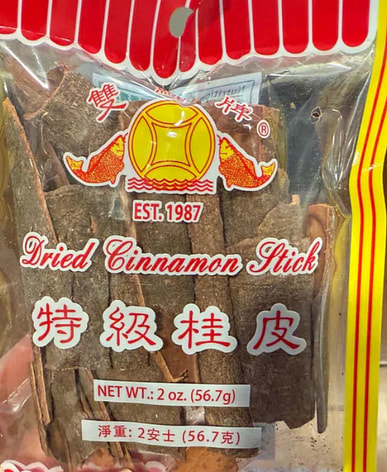 雙 牌 ®
EST. 1987
Dried Cinnamon Stick
特級桂皮
NET WT.: 2 oz. (56.7g)
淨重: 2安士 (56.7克)